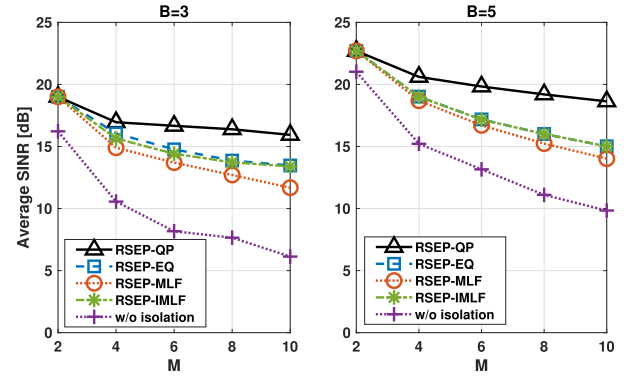 B=3
25
20
15
10
5
0
Average SINR [dB]
RSEP-QP
RSEP-EQ
RSEP-MLF
RSEP-IMLF
w/o isolation
2 4 6 8 10
M
B=5
25
20
15
10
5
0
RSEP-QP
RSEP-EQ
RSEP-MLF
RSEP-IMLF
w/o isolation
2 4 6 8 10
M